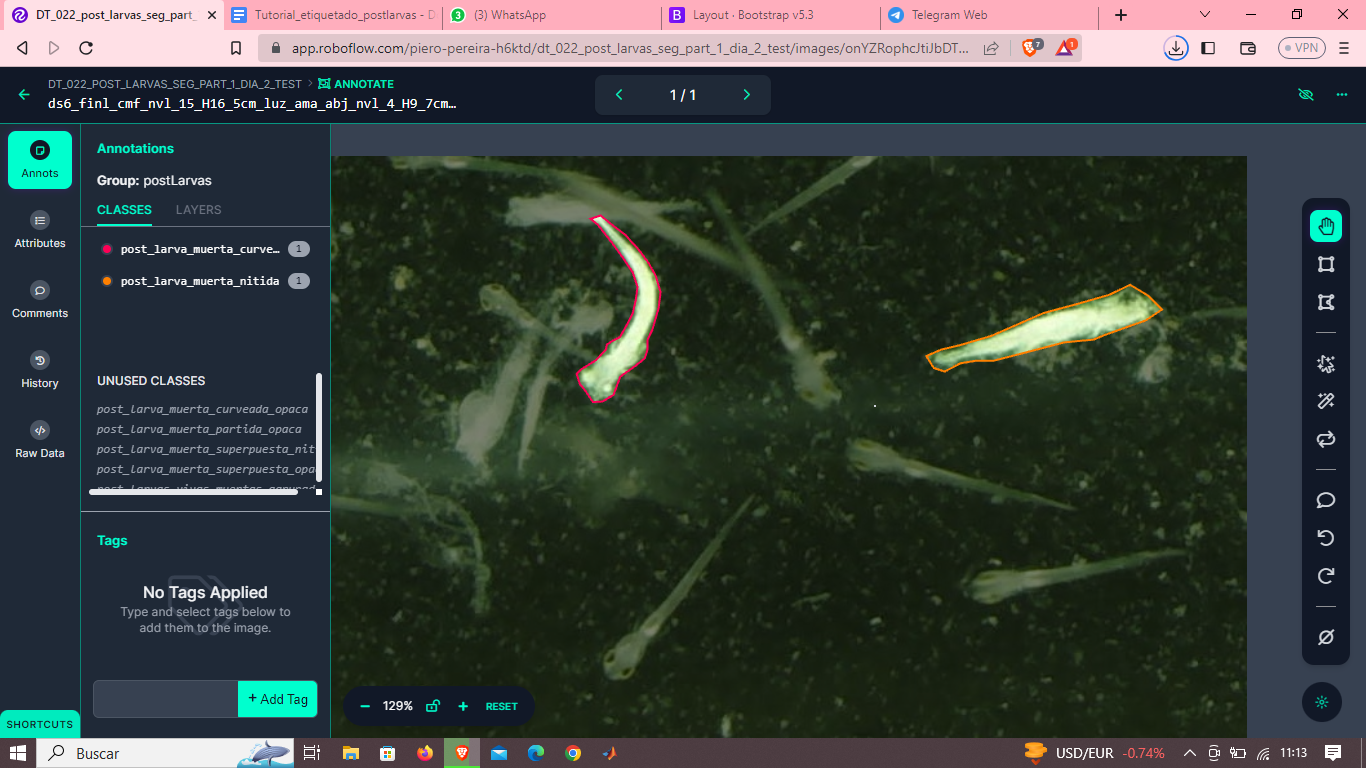 DT_022_post_larvas_seg_part_
Tutorial_etiquetado_postlarvas - D
(3) WhatsApp
Layout · Bootstrap v5.3
Telegram Web
app.roboflow.com/piero-pereira-h6ktd/dt_022_post_larvas_seg_part_1_dia_2_test/images/onYZRophcJtiJbDT...
7
1
VPN
DT_022_POST_LARVAS_SEG_PART_1_DIA_2_TEST > ANNOTATE
ds6_finl_cmf_nvl_15_H16_5cm_luz_ama_abj_nvl_4_H9_7cm…
1 / 1
Annots
Attributes
Comments
History
Raw Data
SHORTCUTS
Annotations
Group: postLarvas
CLASSES
LAYERS
post_larva_muerta_curve… 1
post_larva_muerta_nitida 1
UNUSED CLASSES
post_larva_muerta_curveada_opaca
post_larva_muerta_partida_opaca
post_larva_muerta_superpuesta_nit
post_larva_muerta_superpuesta_opa
Tags
No Tags Applied
Type and select tags below to
add them to the image.
+ Add Tag
129%
RESET
Buscar
USD/EUR -0.74%
11:13